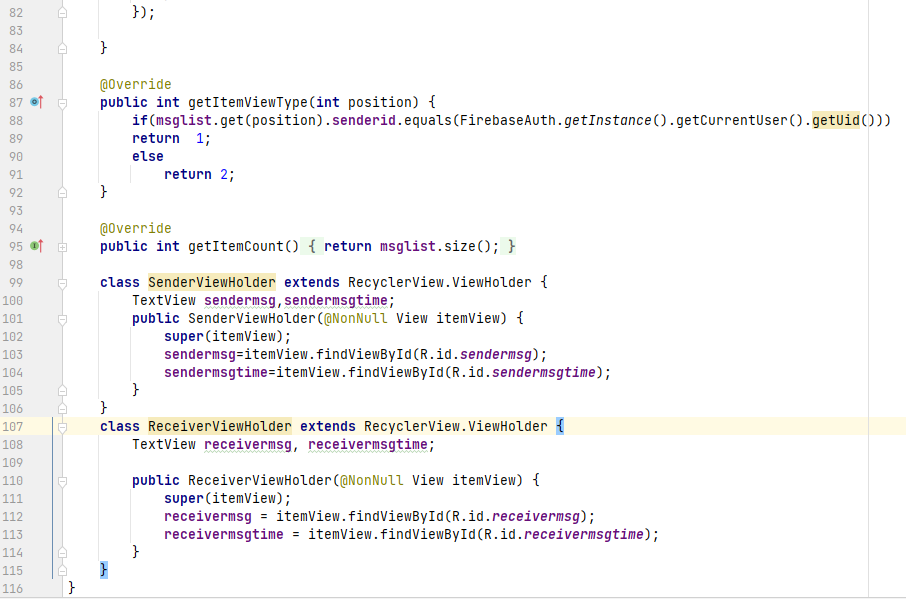 82 });
83
84 }
85
86 @Override
87 public int getItemViewType(int position) {
88 if(msglist.get(position).senderid.equals(FirebaseAuth.getInstance().getCurrentUser().getUid()))
89 return  1;
90 else
91 return 2;
92 }
93
94 @Override
95 public int getItemCount() { return msglist.size(); }
98
99 class SenderViewHolder extends RecyclerView.ViewHolder {
100 TextView sendermsg,sendermsgtime;
101 public SenderViewHolder(@NonNull View itemView) {
102 super(itemView);
103 sendermsg=itemView.findViewById(R.id.sendermsg);
104 sendermsgtime=itemView.findViewById(R.id.sendermsgtime);
105 }
106 }
107 class ReceiverViewHolder extends RecyclerView.ViewHolder {
108 TextView receivermsg, receivermsgtime;
109
110 public ReceiverViewHolder(@NonNull View itemView) {
111 super(itemView);
112 receivermsg = itemView.findViewById(R.id.receivermsg);
113 receivermsgtime = itemView.findViewById(R.id.receivermsgtime);
114 }
115 }
116 }